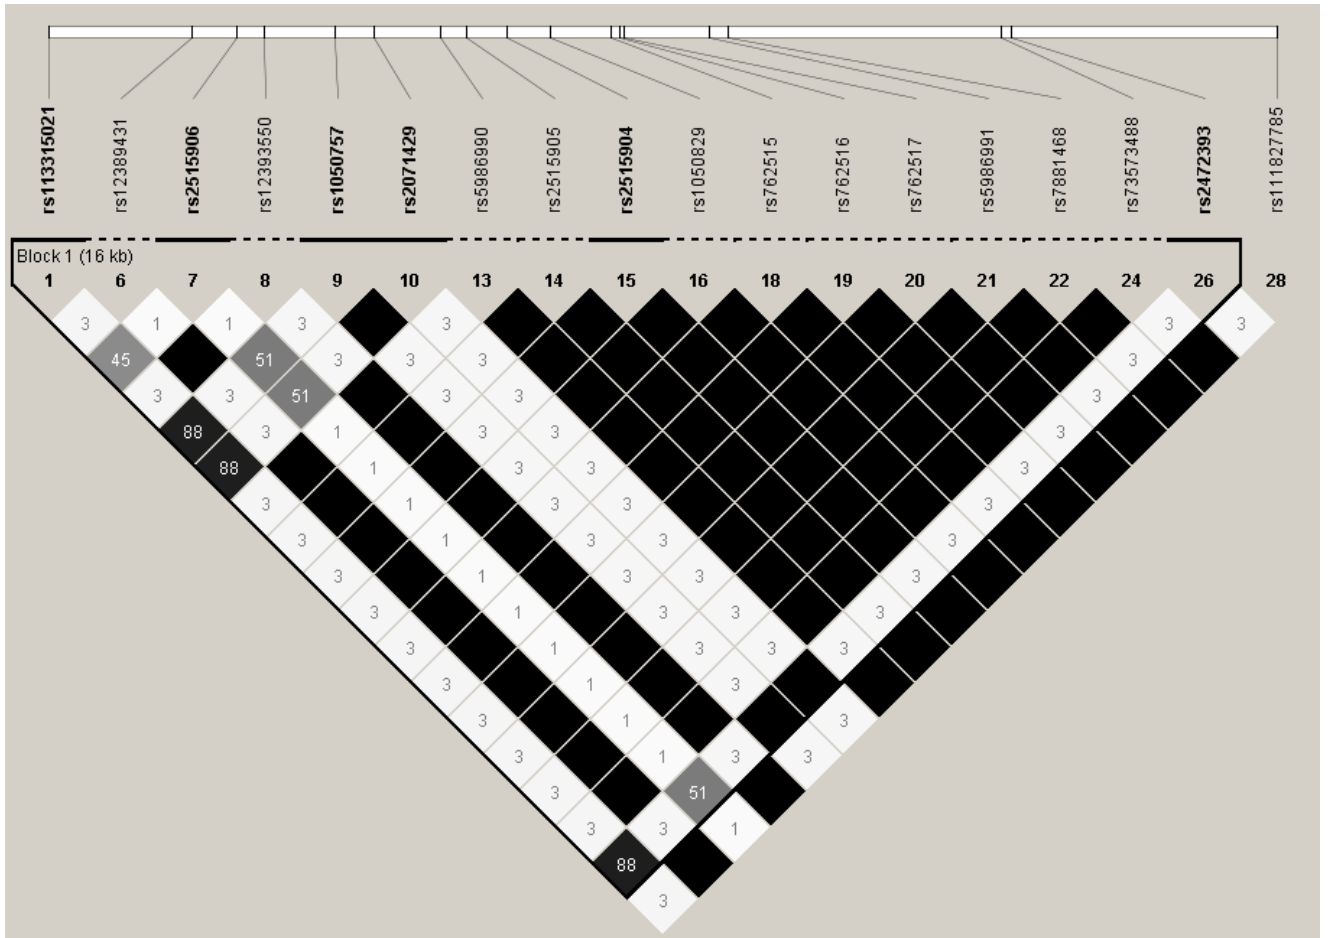 rs113315021
rs12389431
rs2515906
rs12393550
rs1050757
rs2071429
rs5986990
rs2515905
rs2515904
rs1050829
rs762515
rs762516
rs762517
rs5986991
rs7881468
rs73573488
rs2472393
rs111827785
Block 1 (16 kb)
1 6 7 8 9 10 13 14 15 16 18 19 20 21 22 24 26 28
3 1 1 3 3 3 3
45 51 3 3 3 3
3 3 51 3 3 3
88 3 1 3 3 3
88 1 3 3 3
3 1 3 3 3
3 1 3 3 3
3 1 3 3 3
3 1 3 3 3
3 1 3 3 3
3 1 3
3 1 3
3 1 3 3
3 51
3 3 1
88
3